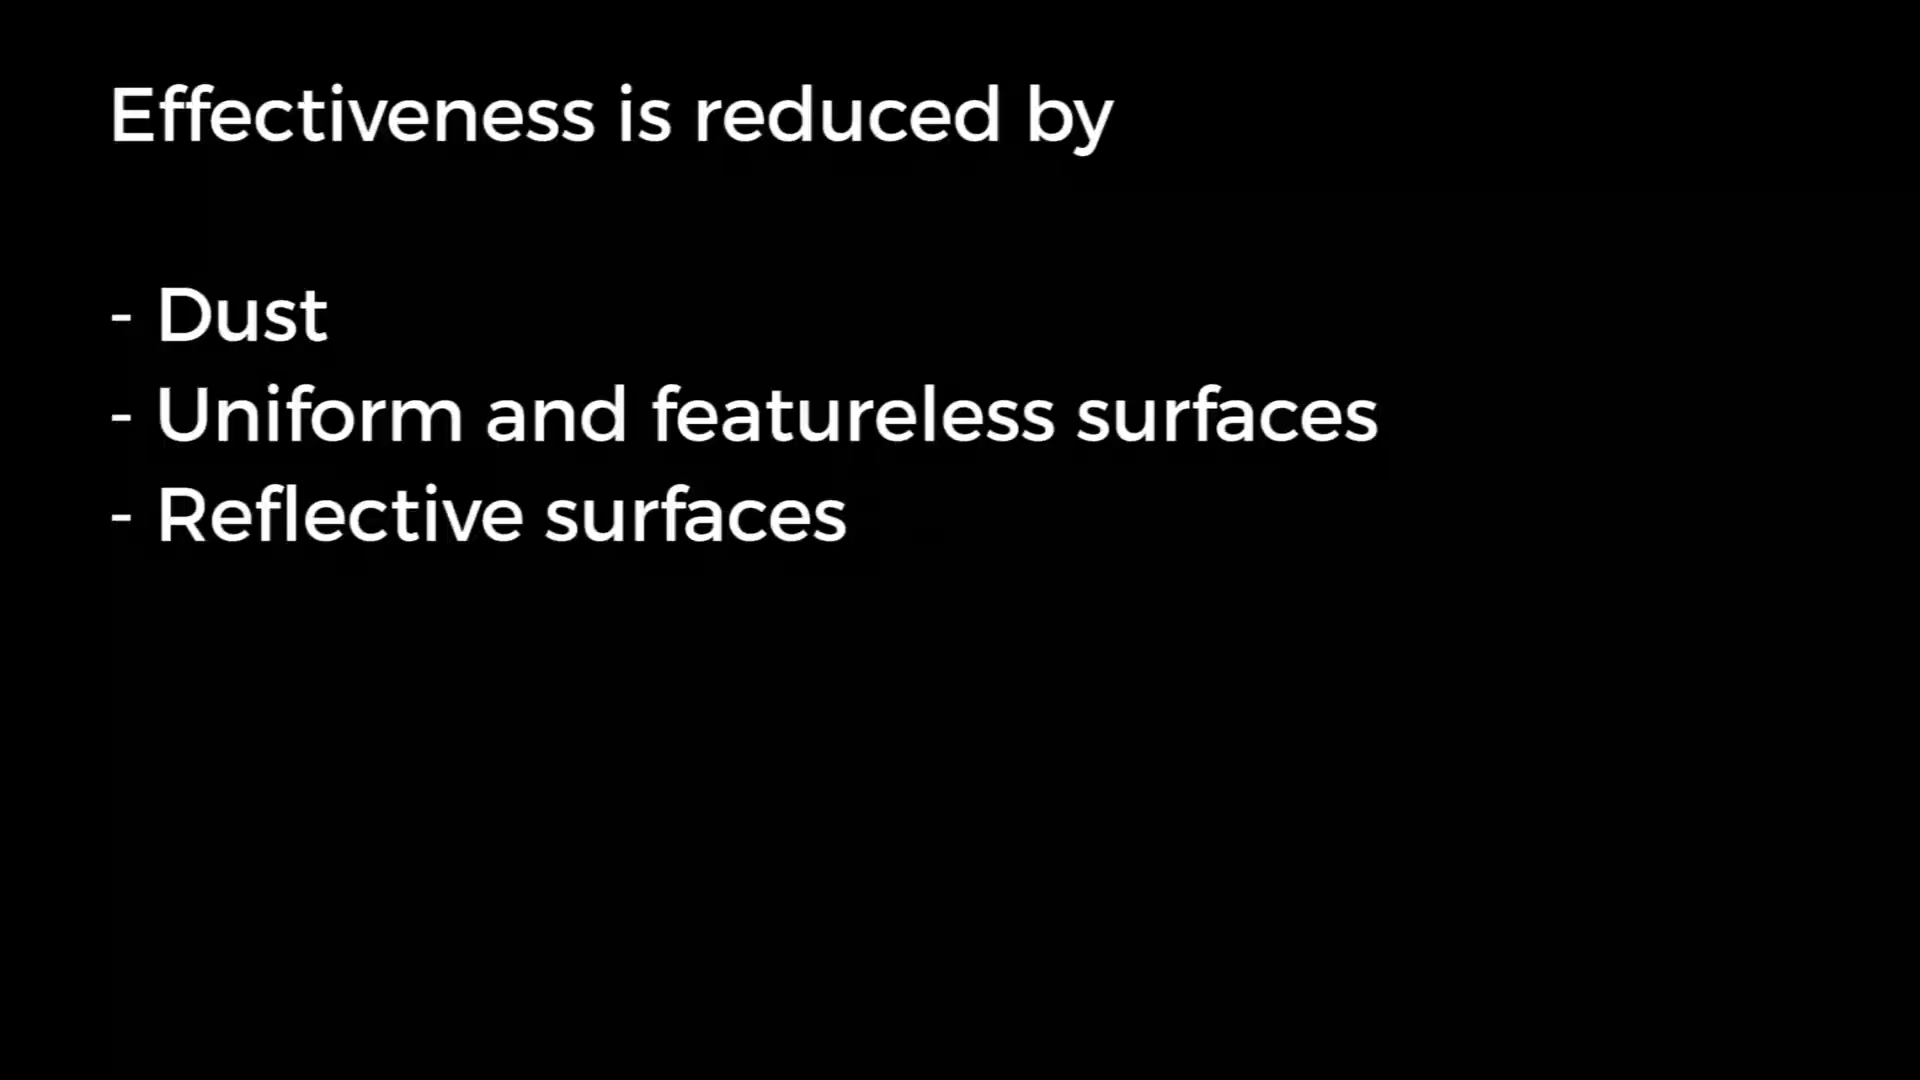 Effectiveness is reduced by
- Dust
- Uniform and featureless surfaces
- Reflective surfaces